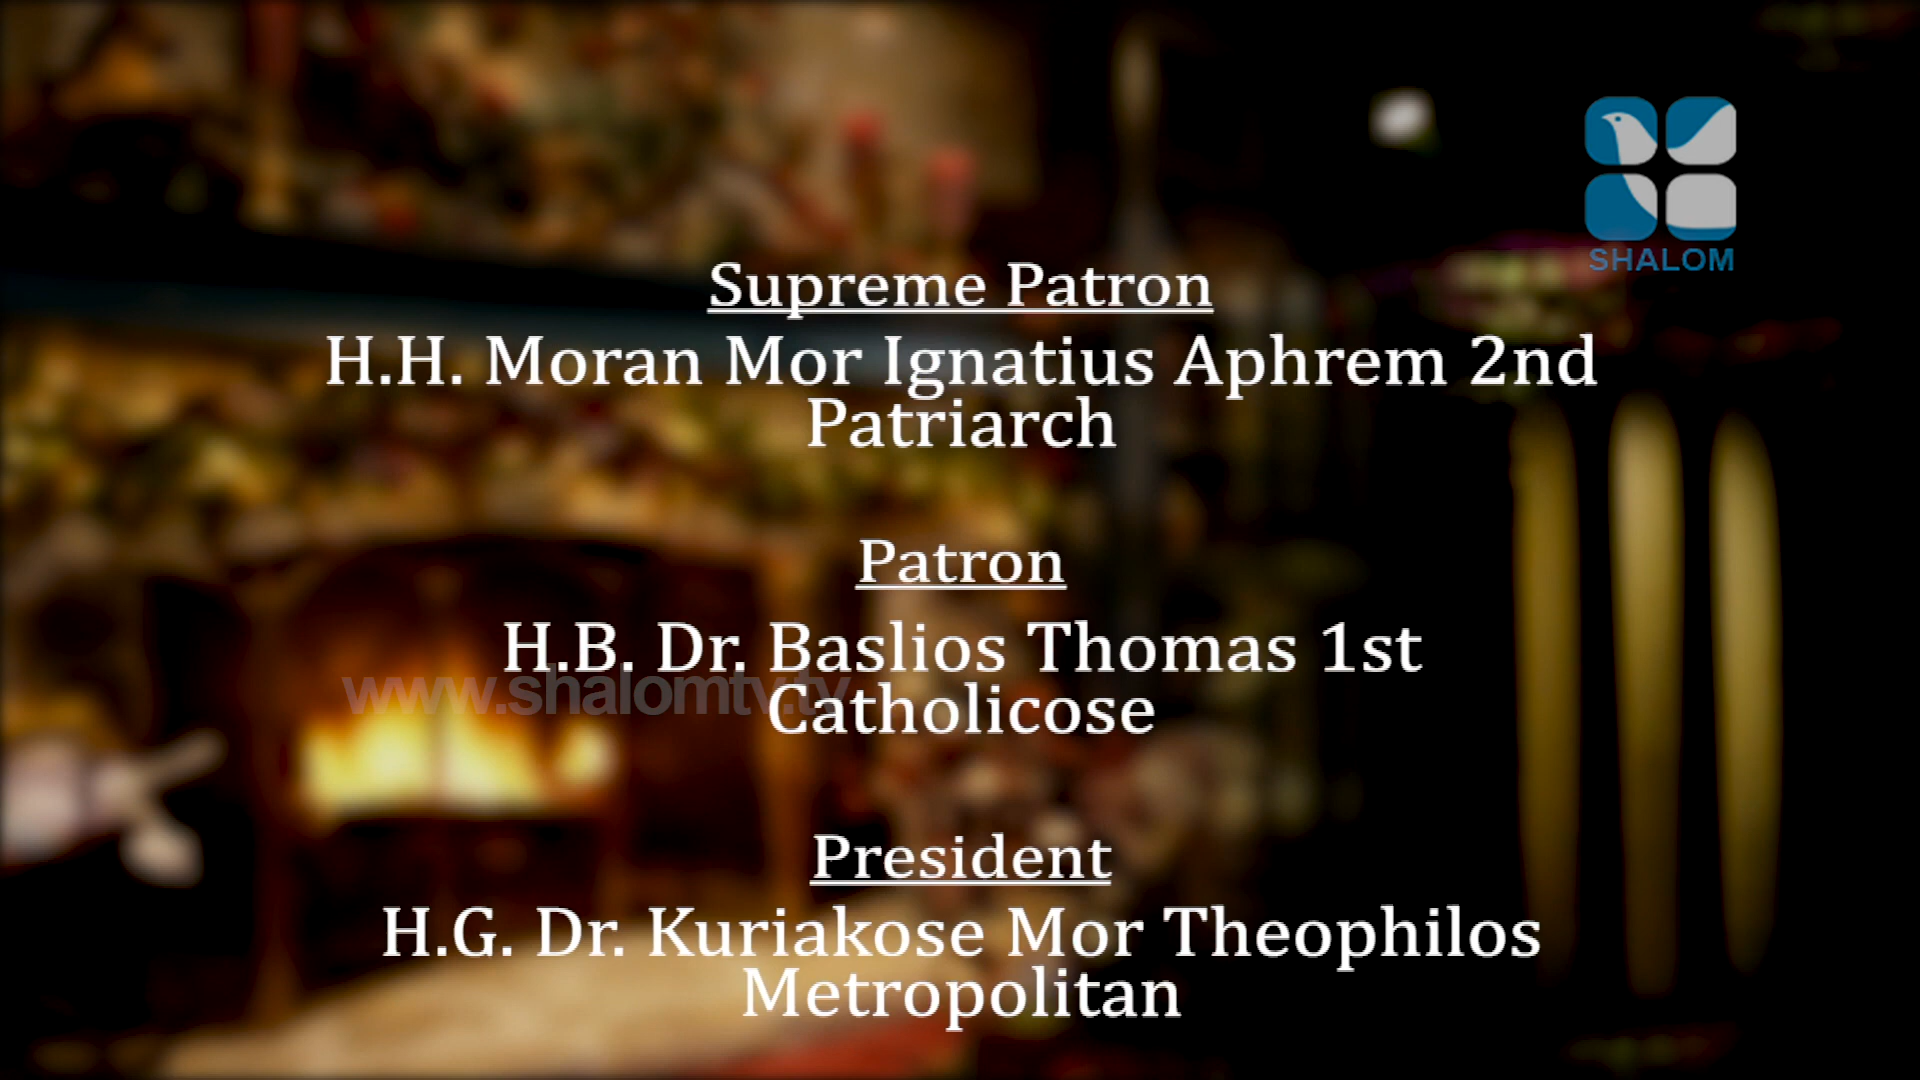 SHALOM
Supreme Patron
H.H. Moran Mor Ignatius Aphrem 2nd
Patriarch
Patron
H.B. Dr. Baslios Thomas 1st
www.shalomtv.tv
Catholicose
President
H.G. Dr. Kuriakose Mor Theophilos
Metropolitan